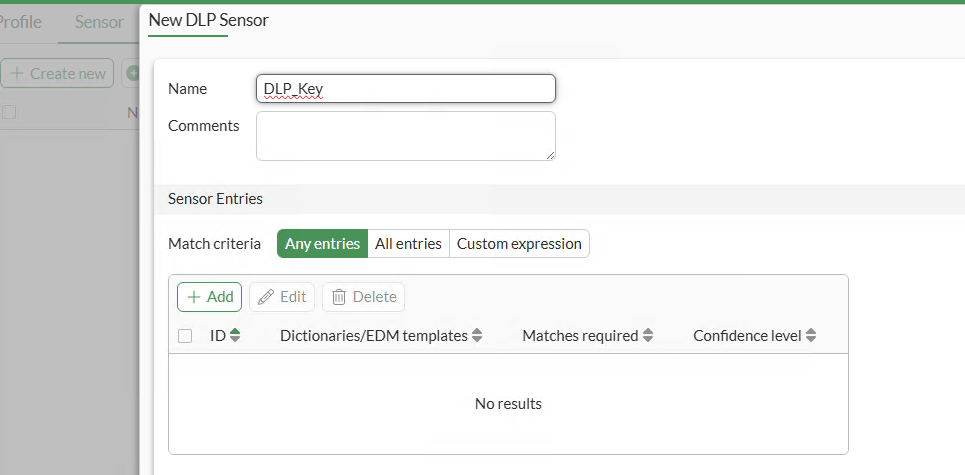 Profile Sensor
New DLP Sensor
+ Create new
N
Name DLP_Key
Comments
Sensor Entries
Match criteria Any entries All entries Custom expression
+ Add Edit Delete
ID Dictionaries/EDM templates Matches required Confidence level
No results